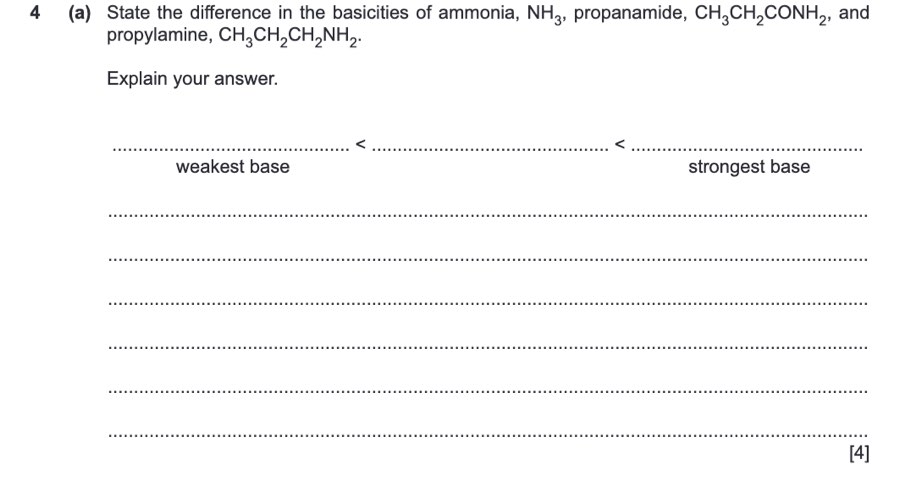 4 (a) State the difference in the basicities of ammonia, NH₃, propanamide, CH₃CH₂CONH₂, and
propylamine, CH₃CH₂CH₂NH₂.
Explain your answer.
.............................................. < .............................................. < ..............................................
weakest base strongest base
..........................................................................................................................................
..........................................................................................................................................
..........................................................................................................................................
..........................................................................................................................................
..........................................................................................................................................
..........................................................................................................................................
[4]